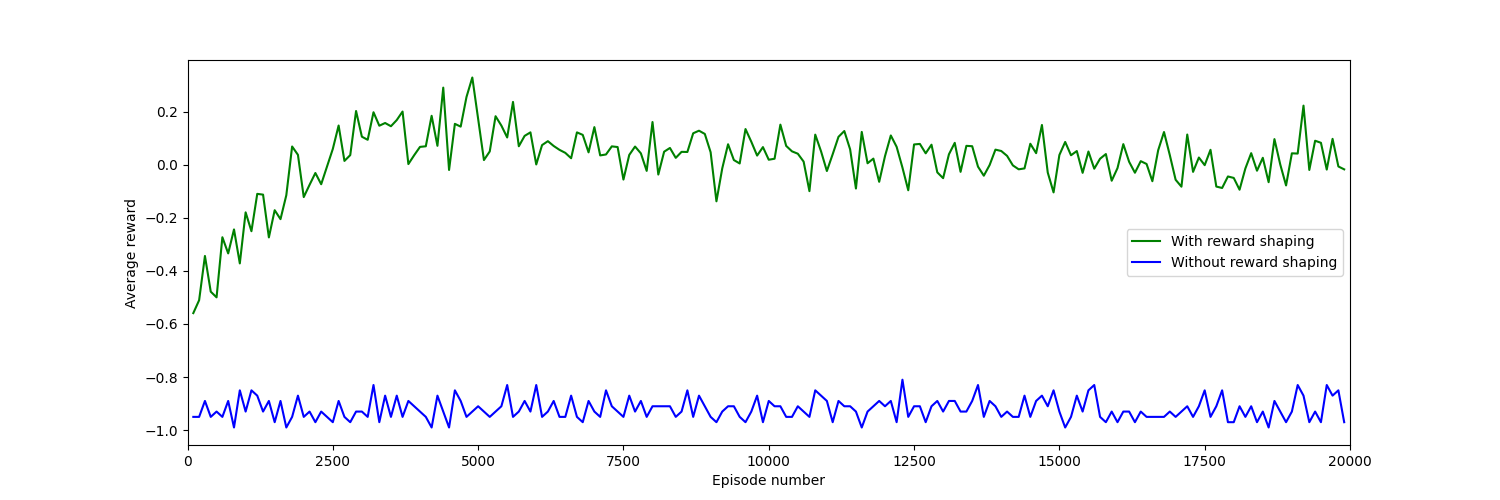 0.2
0.0
−0.2
−0.4
−0.6
−0.8
−1.0
Average reward
With reward shaping
Without reward shaping
0 2500 5000 7500 10000 12500 15000 17500 20000
Episode number